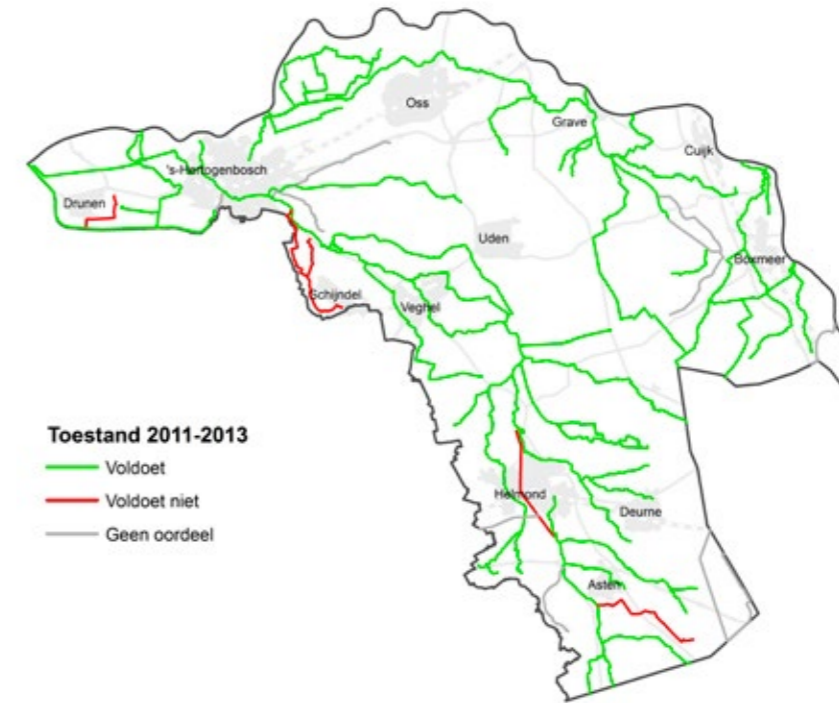 Oss
Grave
Cuijk
's-Hertogenbosch
Drunen
Uden
Boxmeer
Schijndel
Veghel
Toestand 2011-2013
Voldoet
Voldoet niet
Geen oordeel
Helmond
Deurne
Asten